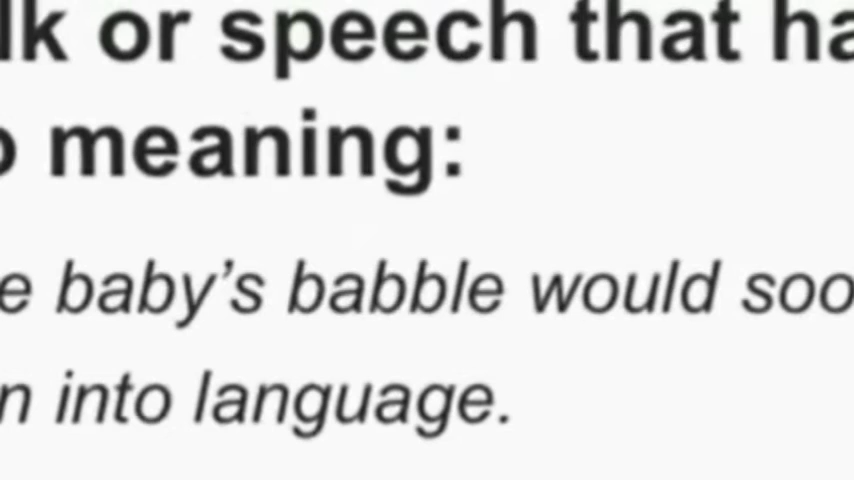 lk or speech that ha
o meaning:
e baby’s babble would soo
n into language.